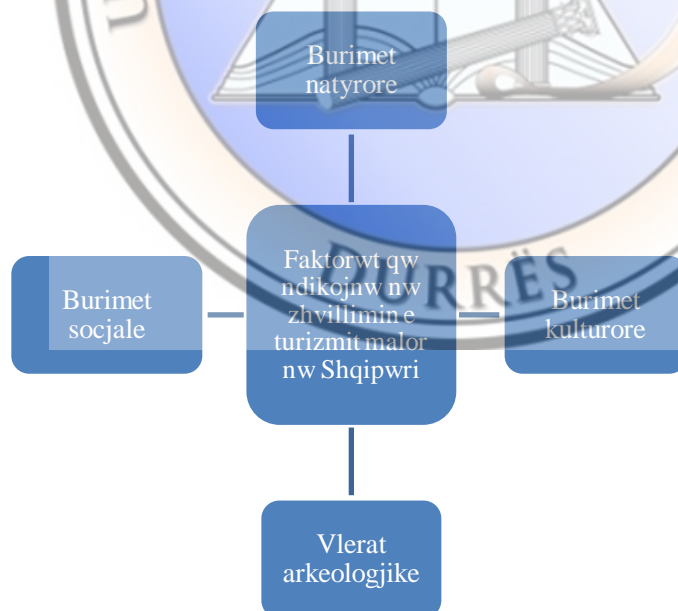 Burimet
natyrore
Faktorwt qw
ndikojnw nw
zhvillimin e
turizmit malor
nw Shqipwri
Burimet
socjale
Burimet
kulturore
Vlerat
arkeologjike
DURRËS